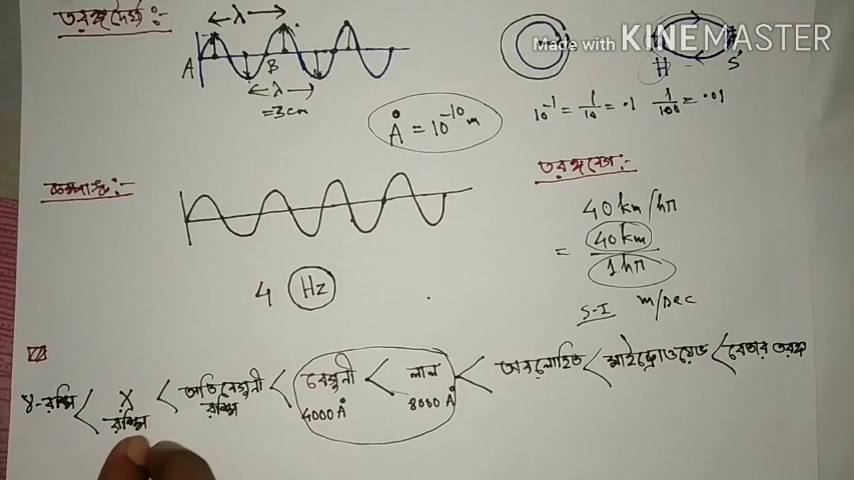 তরঙ্গদৈর্ঘ্য :-
← λ →
A
B
← λ →
= 3 cm
Made with KINEMASTER
H
S
Å = 10⁻¹⁰ m
10⁻¹ = 1/10 = .1
1/100 = .01
কম্পাঙ্ক :-
4 Hz
তরঙ্গবেগ :-
40 km/hr
= 40 km / 1 hr
S-I m/sec
γ-রশ্মি < X রশ্মি < অতিবেগুনী রশ্মি < বেগুনী 4000 Å < লাল 8000 Å < অবলোহিত < মাইক্রোওয়েভ < বেতার তরঙ্গ